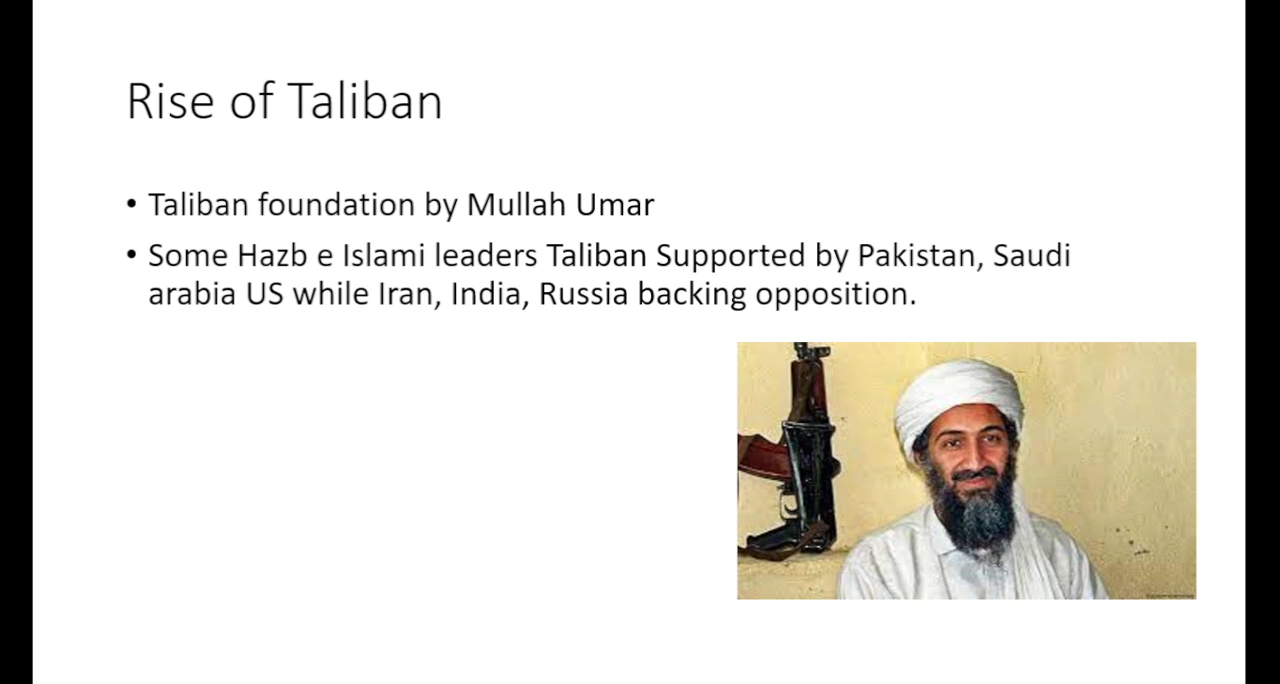 Rise of Taliban
• Taliban foundation by Mullah Umar
• Some Hazb e Islami leaders Taliban Supported by Pakistan, Saudi
arabia US while Iran, India, Russia backing opposition.